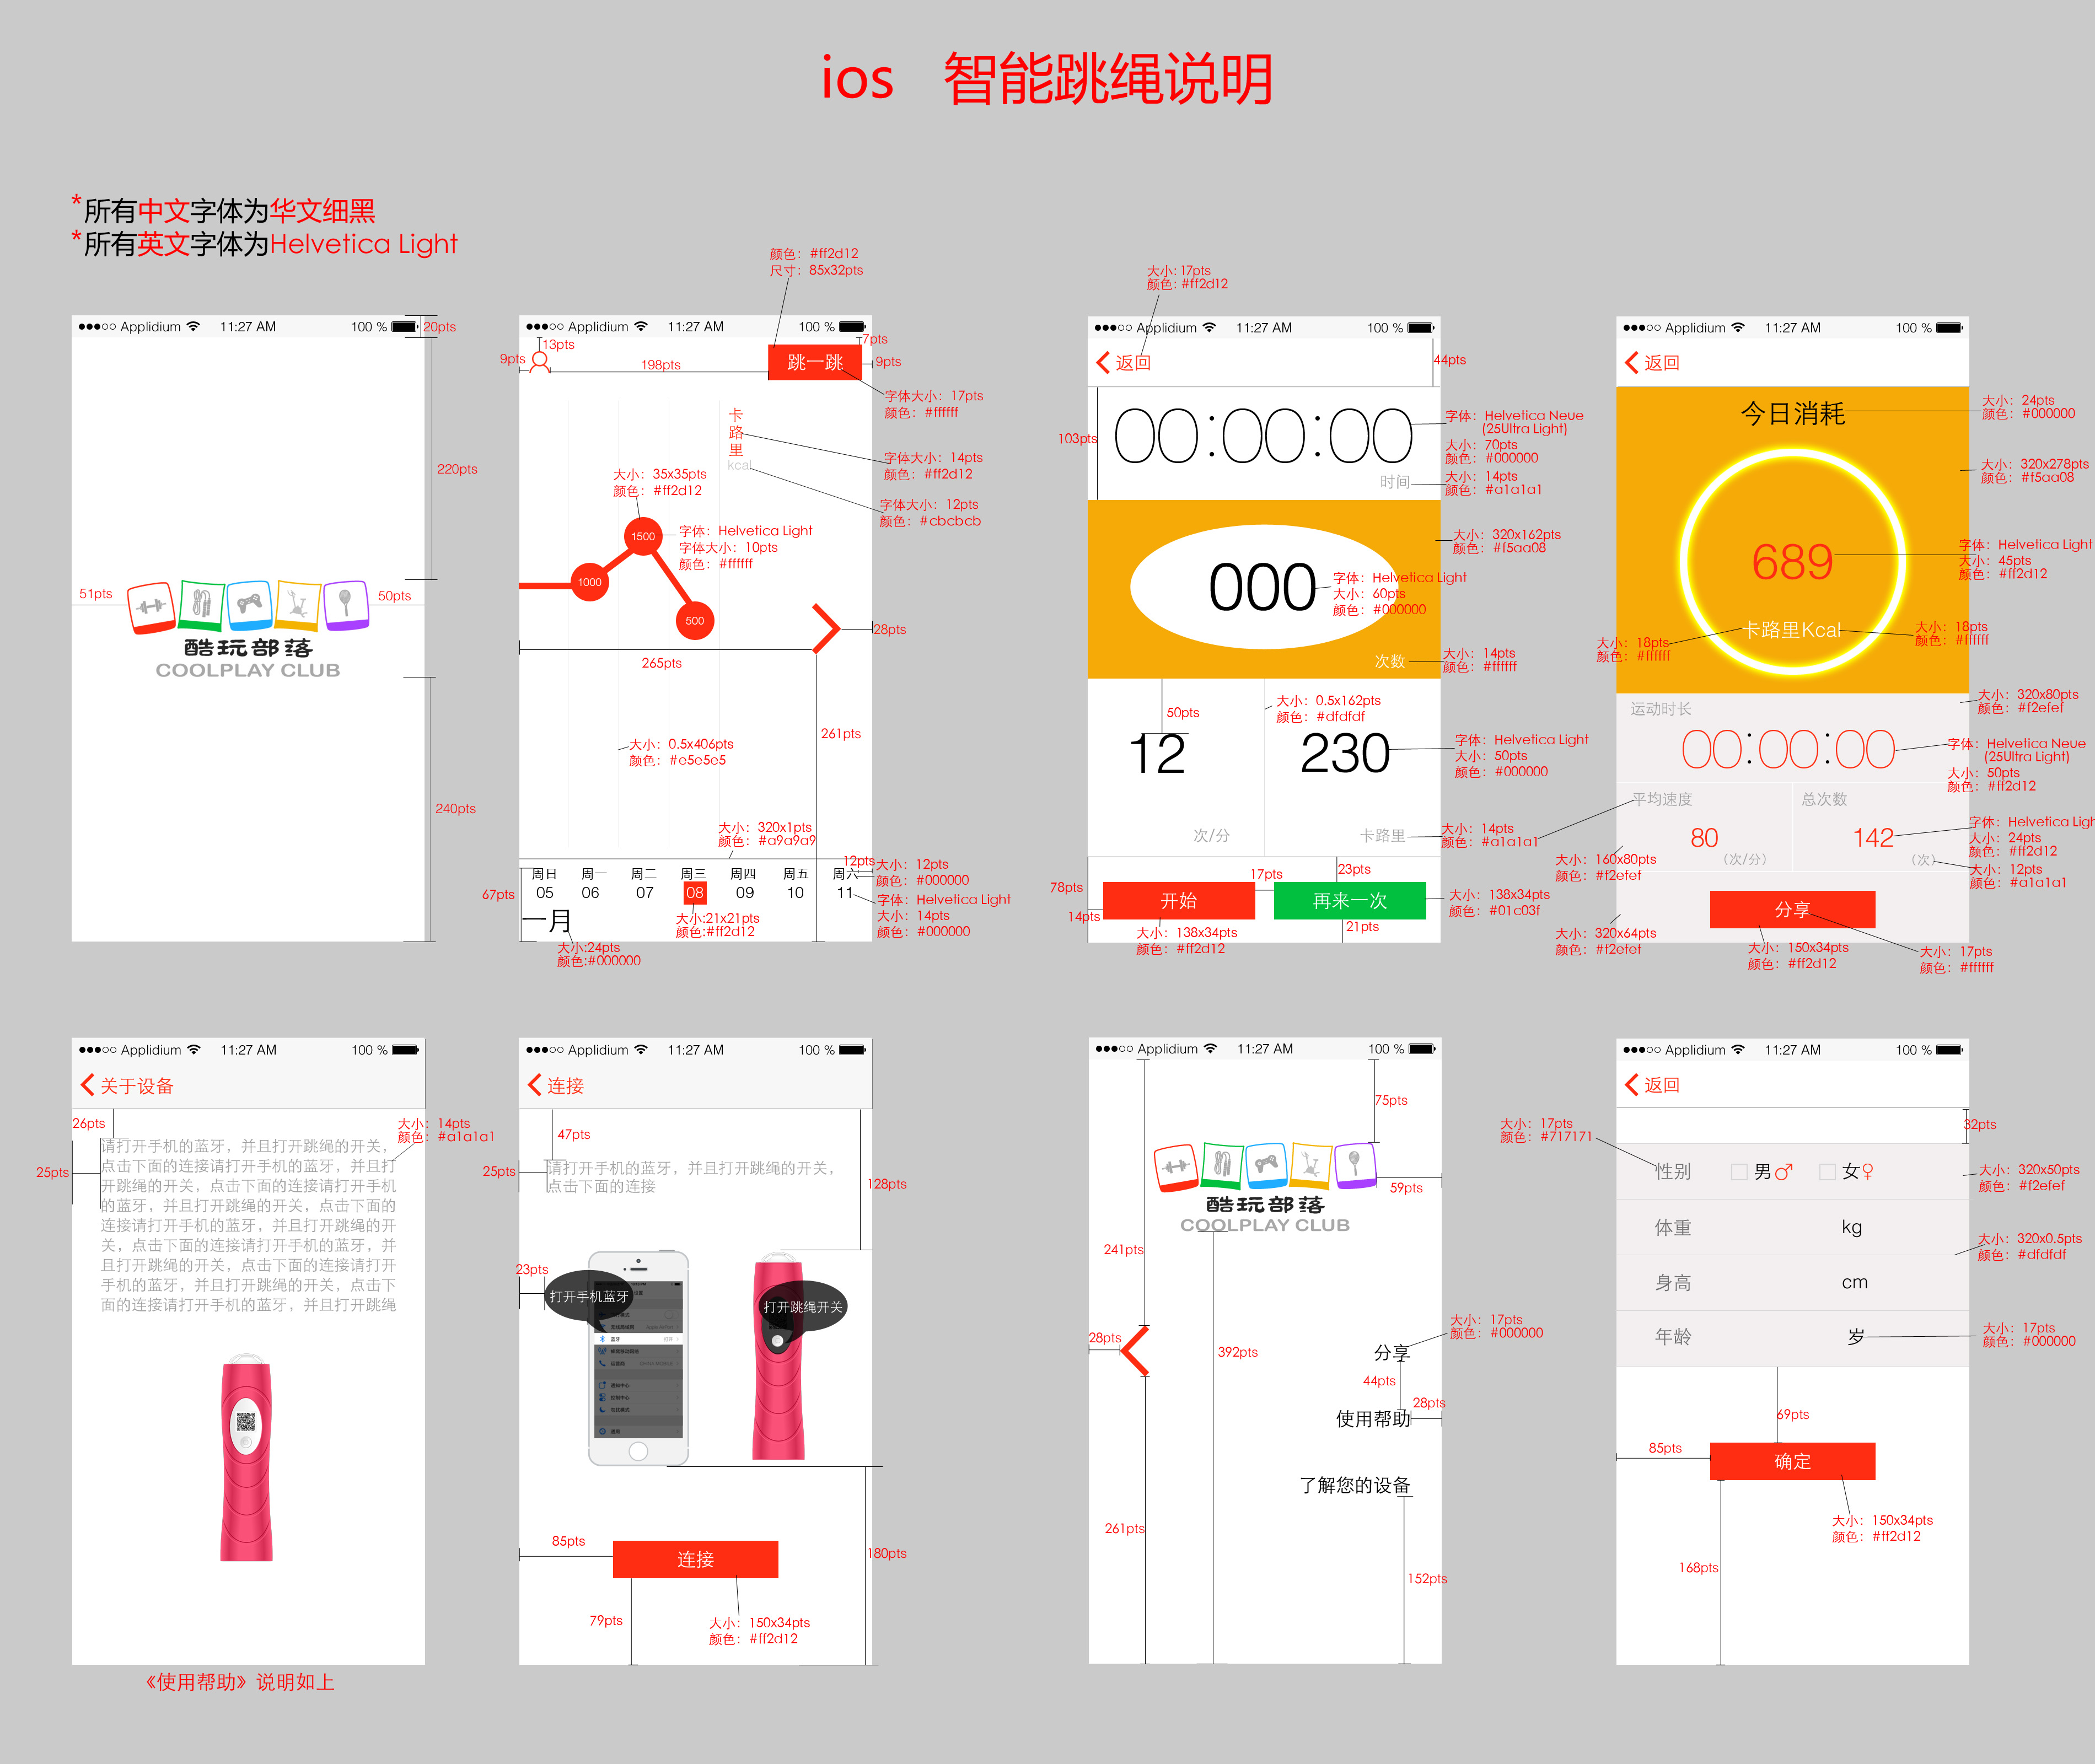 ios 智能跳绳说明
*所有中文字体为华文细黑
*所有英文字体为Helvetica Light
Applidium 11:27 AM 100 %
20pts
220pts
51pts
50pts
酷玩部落
COOLPLAY CLUB
240pts
颜色：#ff2d12
尺寸：85x32pts
Applidium 11:27 AM 100 %
13pts
7pts
9pts
198pts
跳一跳
9pts
字体大小：17pts
颜色：#ffffff
卡
路
里
kcal
字体大小：14pts
颜色：#ff2d12
字体大小：12pts
颜色：#cbcbcb
大小：35x35pts
颜色：#ff2d12
1500
字体：Helvetica Light
字体大小：10pts
颜色：#ffffff
1000
500
28pts
265pts
261pts
大小：0.5x406pts
颜色：#e5e5e5
大小：320x1pts
颜色：#a9a9a9
12pts
大小：12pts
颜色：#000000
周日 周一 周二 周三 周四 周五 周六
05 06 07 08 09 10 11
67pts
一月
大小:21x21pts
颜色:#ff2d12
字体：Helvetica Light
大小：14pts
颜色：#000000
大小:24pts
颜色:#000000
大小:17pts
颜色:#ff2d12
Applidium 11:27 AM 100 %
返回
44pts
103pts
00:00:00
字体：Helvetica Neue
(25Ultra Light)
大小：70pts
颜色：#000000
时间
大小：14pts
颜色：#a1a1a1
大小：320x162pts
颜色：#f5aa08
000
字体：Helvetica Light
大小：60pts
颜色：#000000
次数
大小：14pts
颜色：#ffffff
50pts
大小：0.5x162pts
颜色：#dfdfdf
12
230
字体：Helvetica Light
大小：50pts
颜色：#000000
次/分
卡路里
大小：14pts
颜色：#a1a1a1
78pts
17pts
23pts
14pts
开始
再来一次
大小：138x34pts
颜色：#01c03f
大小：138x34pts
颜色：#ff2d12
21pts
Applidium 11:27 AM 100 %
返回
今日消耗
大小：24pts
颜色：#000000
大小：320x278pts
颜色：#f5aa08
689
字体：Helvetica Light
大小：45pts
颜色：#ff2d12
卡路里Kcal
大小：18pts
颜色：#ffffff
大小：18pts
颜色：#ffffff
大小：320x80pts
颜色：#f2efef
运动时长
00:00:00
字体：Helvetica Neue
(25Ultra Light)
大小：50pts
颜色：#ff2d12
平均速度
总次数
80
（次/分）
142
（次）
字体：Helvetica Ligh
大小：24pts
颜色：#ff2d12
大小：12pts
颜色：#a1a1a1
大小：160x80pts
颜色：#f2efef
分享
大小：320x64pts
颜色：#f2efef
大小：150x34pts
颜色：#ff2d12
大小：17pts
颜色：#ffffff
Applidium 11:27 AM 100 %
关于设备
26pts
大小：14pts
颜色：#a1a1a1
25pts
请打开手机的蓝牙，并且打开跳绳的开关，
点击下面的连接请打开手机的蓝牙，并且打
开跳绳的开关，点击下面的连接请打开手机
的蓝牙，并且打开跳绳的开关，点击下面的
连接请打开手机的蓝牙，并且打开跳绳的开
关，点击下面的连接请打开手机的蓝牙，并
且打开跳绳的开关，点击下面的连接请打开
手机的蓝牙，并且打开跳绳的开关，点击下
面的连接请打开手机的蓝牙，并且打开跳绳
《使用帮助》说明如上
Applidium 11:27 AM 100 %
连接
47pts
25pts
请打开手机的蓝牙，并且打开跳绳的开关，
点击下面的连接
128pts
23pts
打开手机蓝牙
打开跳绳开关
蓝牙
85pts
连接
180pts
79pts
大小：150x34pts
颜色：#ff2d12
Applidium 11:27 AM 100 %
75pts
59pts
酷玩部落
COOLPLAY CLUB
241pts
28pts
392pts
大小：17pts
颜色：#000000
分享
44pts
28pts
使用帮助
了解您的设备
261pts
152pts
Applidium 11:27 AM 100 %
返回
32pts
大小：17pts
颜色：#717171
性别 男♂ 女♀
大小：320x50pts
颜色：#f2efef
体重 kg
大小：320x0.5pts
颜色：#dfdfdf
身高 cm
年龄 岁
大小：17pts
颜色：#000000
69pts
85pts
确定
大小：150x34pts
颜色：#ff2d12
168pts